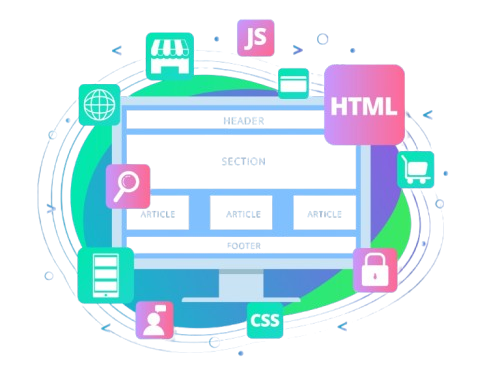 JS
HTML
HEADER
SECTION
ARTICLE ARTICLE ARTICLE
FOOTER
CSS